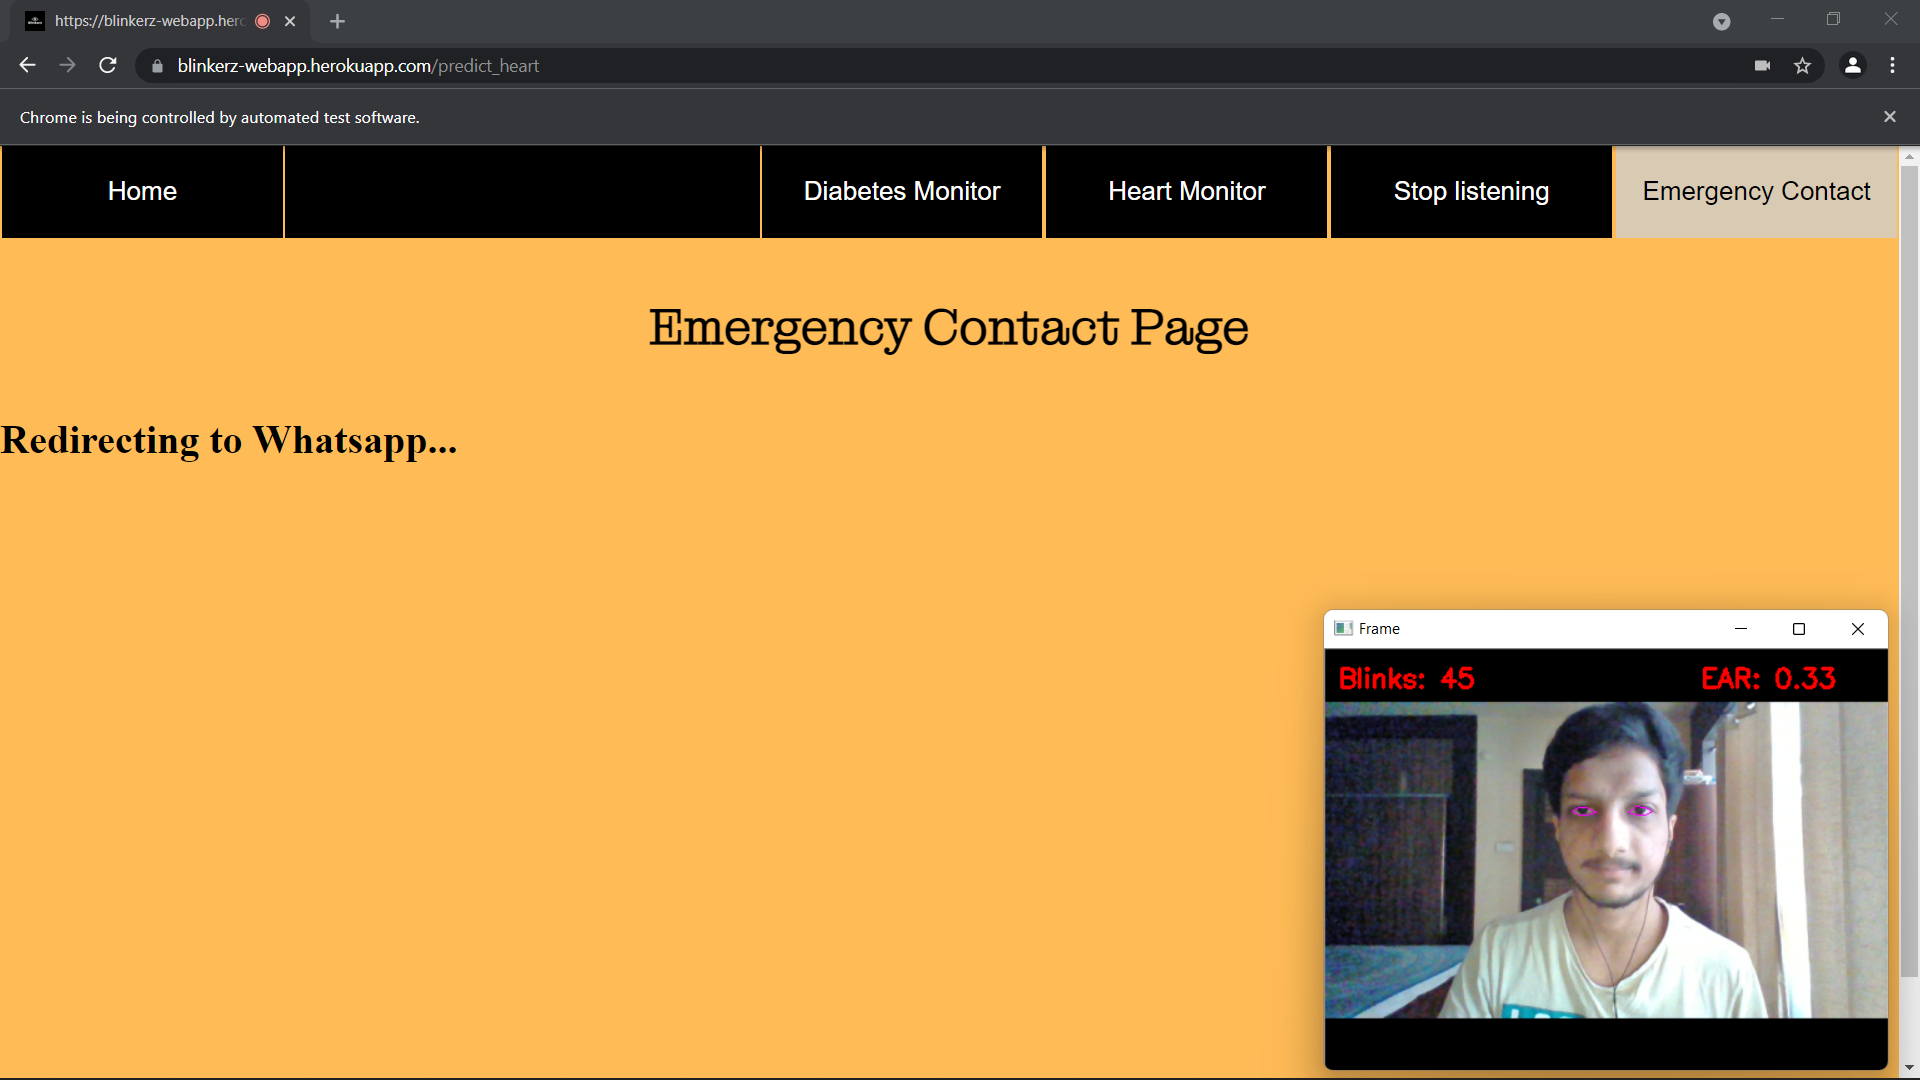 https://blinkerz-webapp.her
blinkerz-webapp.herokuapp.com/predict_heart
Chrome is being controlled by automated test software.
Home
Diabetes Monitor
Heart Monitor
Stop listening
Emergency Contact
Emergency Contact Page
Redirecting to Whatsapp...
Frame
Blinks: 45
EAR: 0.33